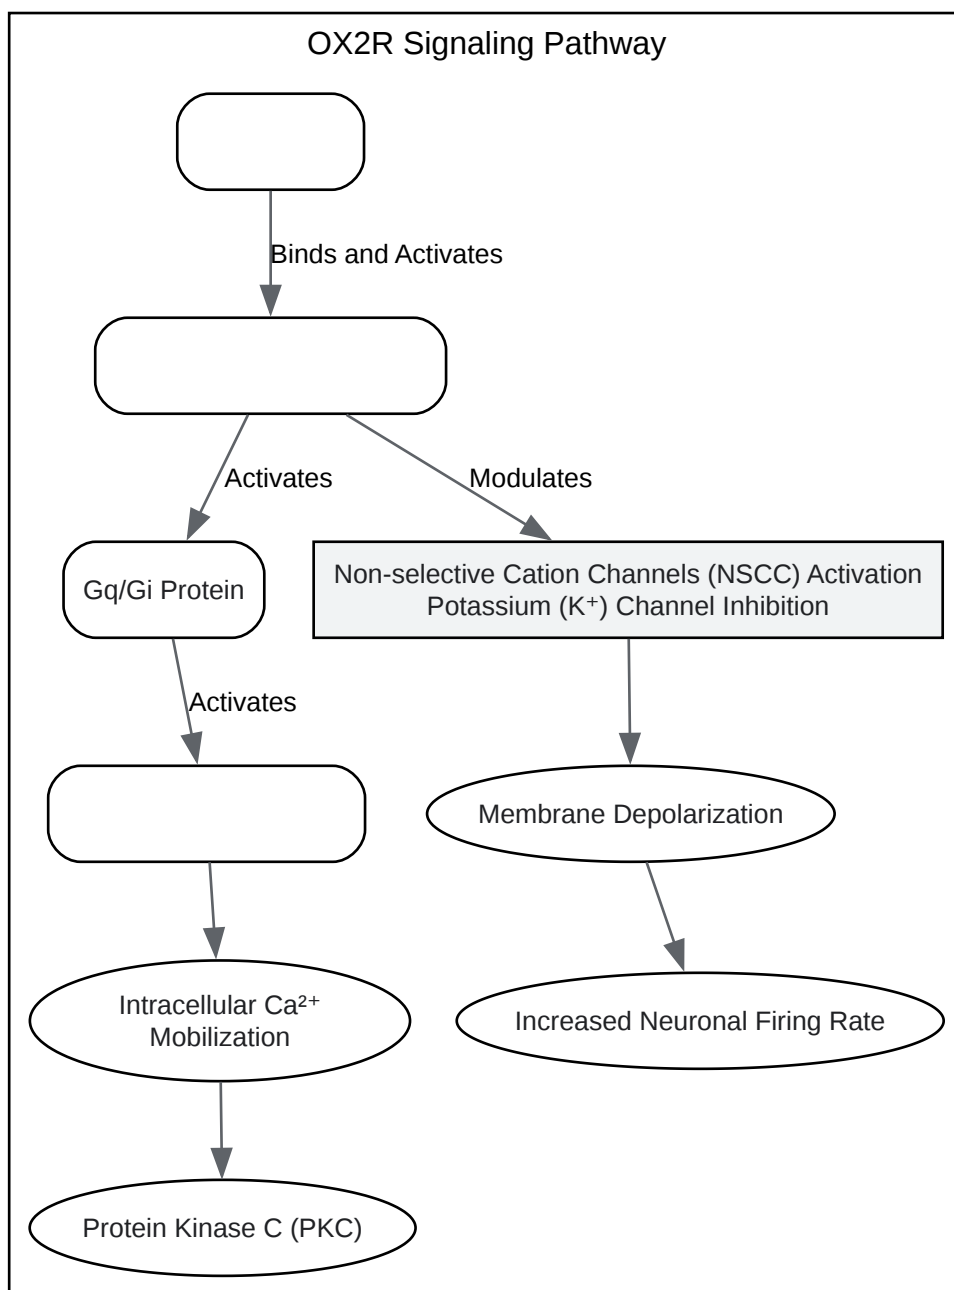 OX2R Signaling Pathway
Binds and Activates
Activates
Modulates
Gq/Gi Protein
Non-selective Cation Channels (NSCC) Activation
Potassium (K⁺) Channel Inhibition
Activates
Membrane Depolarization
Intracellular Ca²⁺
Mobilization
Increased Neuronal Firing Rate
Protein Kinase C (PKC)